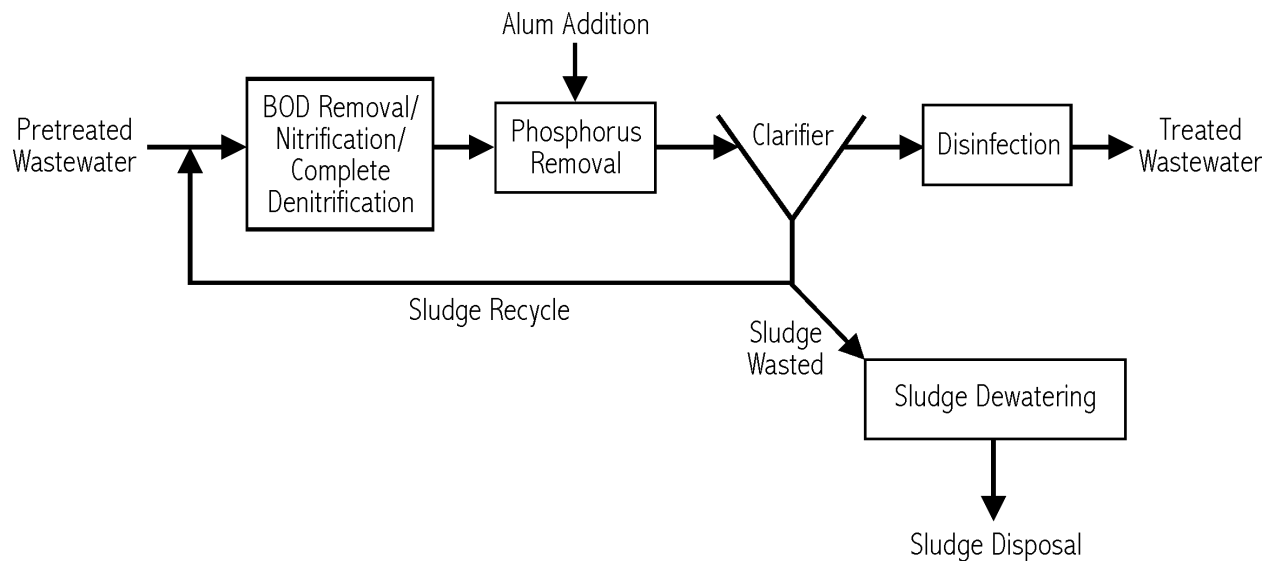 Alum Addition
Pretreated
Wastewater
BOD Removal/
Nitrification/
Complete
Denitrification
Phosphorus
Removal
Clarifier
Disinfection
Treated
Wastewater
Sludge Recycle
Sludge
Wasted
Sludge Dewatering
Sludge Disposal